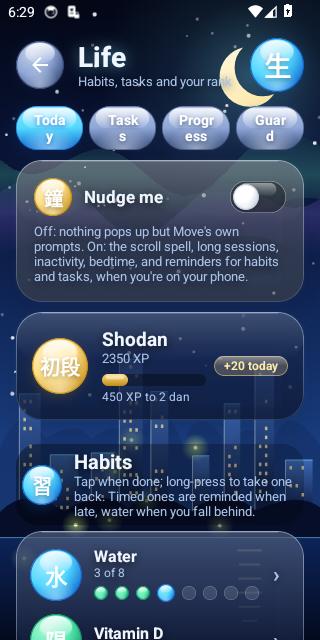 6:29
Life
Habits, tasks and your rank
生
Toda
y
Task
s
Progr
ess
Guar
d
鐘
Nudge me
Off: nothing pops up but Move's own
prompts. On: the scroll spell, long sessions,
inactivity, bedtime, and reminders for habits
and tasks, when you're on your phone.
初段
Shodan
2350 XP
+20 today
450 XP to 2 dan
習
Habits
Tap when done; long-press to take one
back. Timed ones are reminded when
late, water when you fall behind.
水
Water
3 of 8
Vitamin D